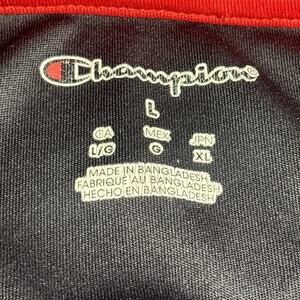 Champion
L
CA MEX JPN
L/G G XL
MADE IN BANGLADESH
FABRIQUÉ AU BANGLADESH
HECHO EN BANGLADESH